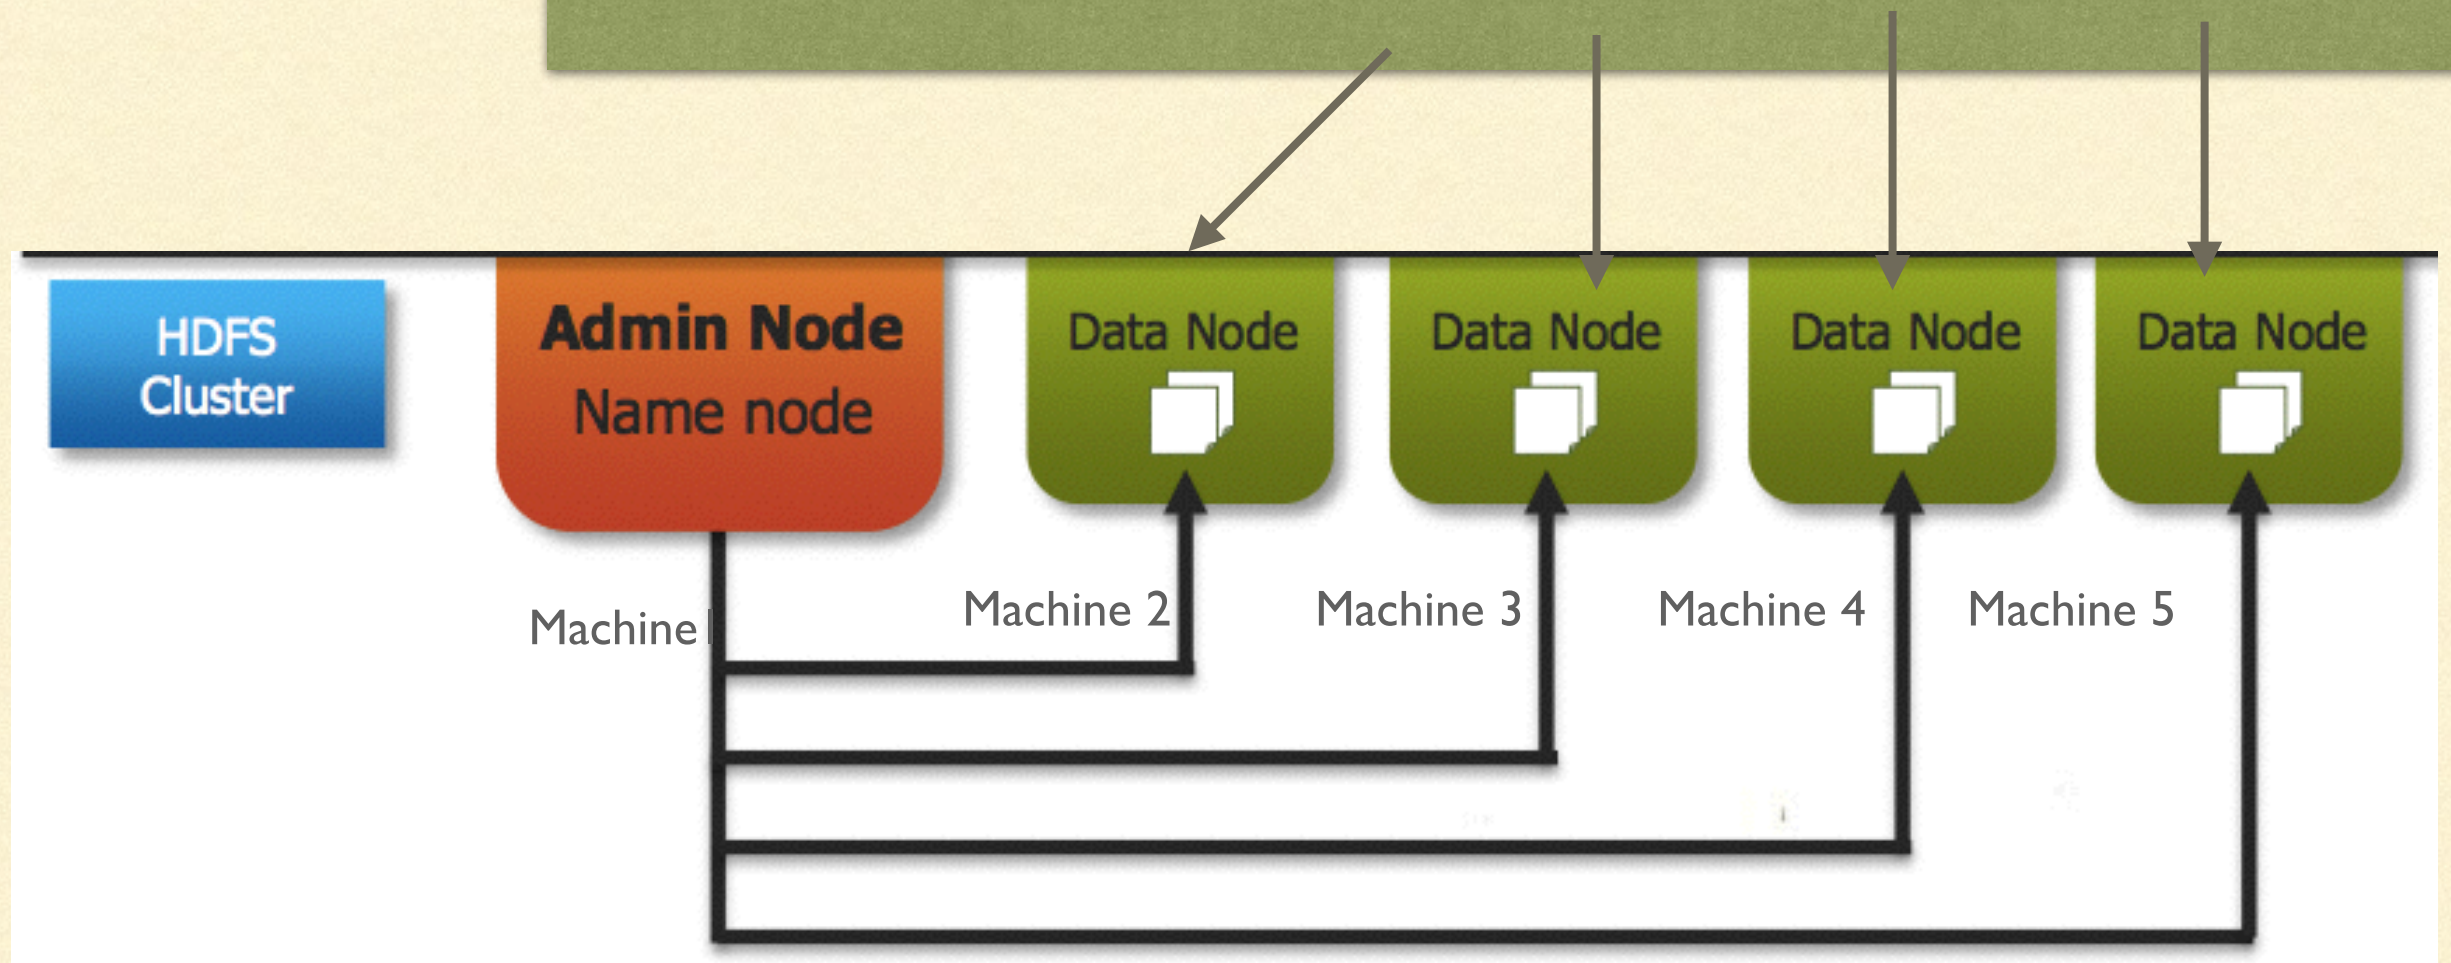 HDFS
Cluster
Admin Node
Name node
Data Node
Data Node
Data Node
Data Node
Machine 1
Machine 2
Machine 3
Machine 4
Machine 5